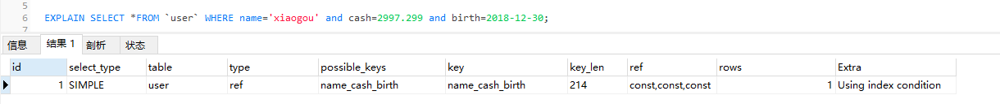 5
6 EXPLAIN SELECT *FROM `user` WHERE name='xiaogou' and cash=2997.299 and birth=2018-12-30;
7
信息 结果 1 剖析 状态
id select_type table type possible_keys key key_len ref rows Extra
1 SIMPLE user ref name_cash_birth name_cash_birth 214 const,const,const 1 Using index condition